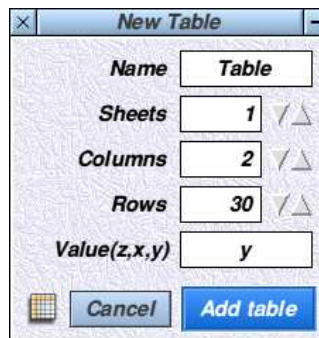 New Table
Name Table
Sheets 1
Columns 2
Rows 30
Value(z,x,y) y
Cancel Add table